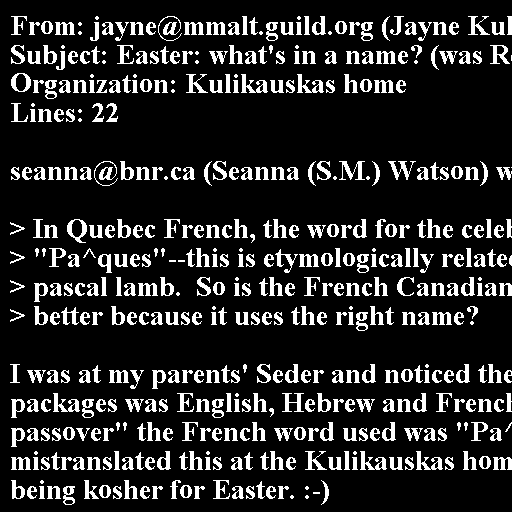 From: jayne@mmalt.guild.org (Jayne
Subject: Easter: what's in a name? (was
Organization: Kulikauskas home
Lines: 22
seanna@bnr.ca (Seanna (S.M.) Watson)
> In Quebec French, the word for the
> "Pa^ques"--this is etymologically
> pascal lamb.  So is the French Canadian
> better because it uses the right name?
I was at my parents' Seder and noticed the
packages was English, Hebrew and French
passover" the French word used was "Pa^
mistranslated this at the Kulikauskas
being kosher for Easter. :-)